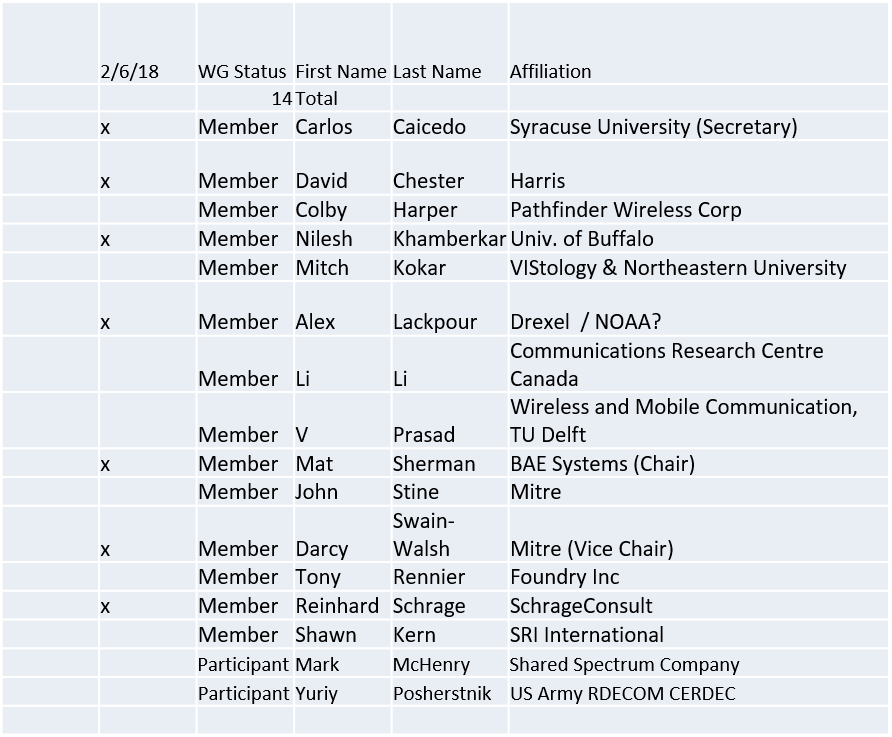 2/6/18 WG Status First Name Last Name Affiliation
14 Total
x Member Carlos Caicedo Syracuse University (Secretary)
x Member David Chester Harris
Member Colby Harper Pathfinder Wireless Corp
x Member Nilesh Khamberkar Univ. of Buffalo
Member Mitch Kokar VIStology & Northeastern University
x Member Alex Lackpour Drexel / NOAA?
Communications Research Centre
Member Li Li Canada
Wireless and Mobile Communication,
Member V Prasad TU Delft
x Member Mat Sherman BAE Systems (Chair)
Member John Stine Mitre
Swain-
x Member Darcy Walsh Mitre (Vice Chair)
Member Tony Rennier Foundry Inc
x Member Reinhard Schrage SchrageConsult
Member Shawn Kern SRI International
Participant Mark McHenry Shared Spectrum Company
Participant Yuriy Posherstnik US Army RDECOM CERDEC